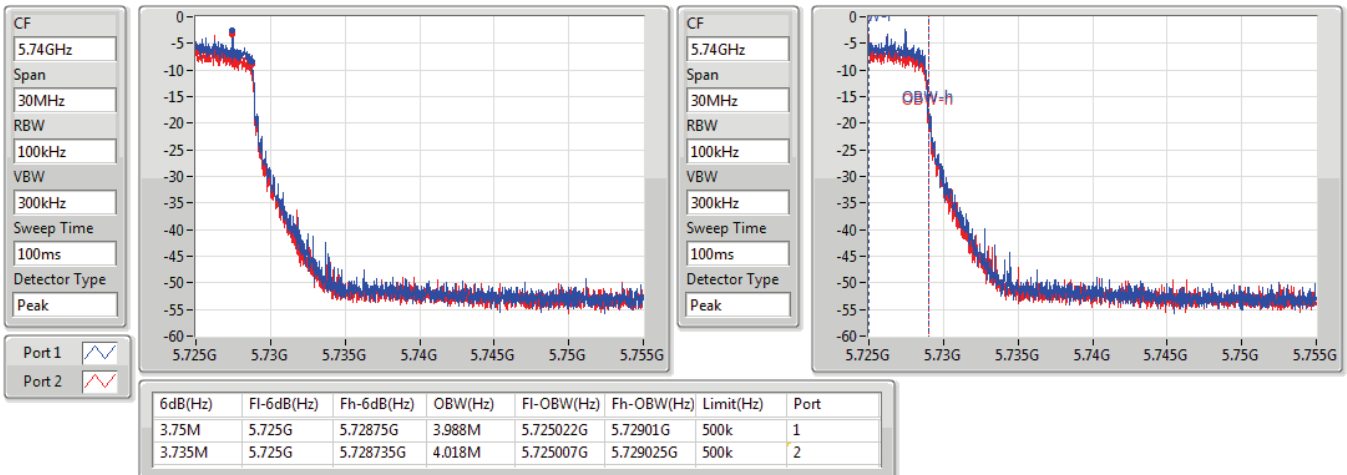 CF
5.74GHz
Span
30MHz
RBW
100kHz
VBW
300kHz
Sweep Time
100ms
Detector Type
Peak
Port 1
Port 2
0
-5
-10
-15
-20
-25
-30
-35
-40
-45
-50
-55
-60
5.725G 5.73G 5.735G 5.74G 5.745G 5.75G 5.755G
CF
5.74GHz
Span
30MHz
RBW
100kHz
VBW
300kHz
Sweep Time
100ms
Detector Type
Peak
0
-5
-10
-15
-20
-25
-30
-35
-40
-45
-50
-55
-60
OBW-h
5.725G 5.73G 5.735G 5.74G 5.745G 5.75G 5.755G
6dB(Hz) Fl-6dB(Hz) Fh-6dB(Hz) OBW(Hz) Fl-OBW(Hz) Fh-OBW(Hz) Limit(Hz) Port
3.75M 5.725G 5.72875G 3.988M 5.725022G 5.72901G 500k 1
3.735M 5.725G 5.728735G 4.018M 5.725007G 5.729025G 500k 2